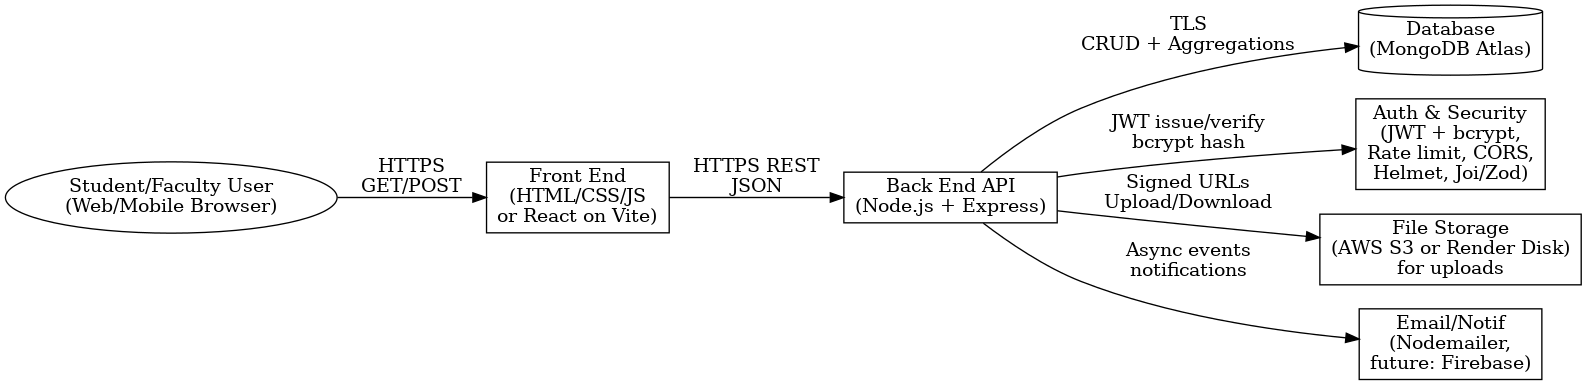 Student/Faculty User
(Web/Mobile Browser)
HTTPS
GET/POST
Front End
(HTML/CSS/JS
or React on Vite)
HTTPS REST
JSON
Back End API
(Node.js + Express)
TLS
CRUD + Aggregations
Database
(MongoDB Atlas)
JWT issue/verify
bcrypt hash
Auth & Security
(JWT + bcrypt,
Rate limit, CORS,
Helmet, Joi/Zod)
Signed URLs
Upload/Download
File Storage
(AWS S3 or Render Disk)
for uploads
Async events
notifications
Email/Notif
(Nodemailer,
future: Firebase)